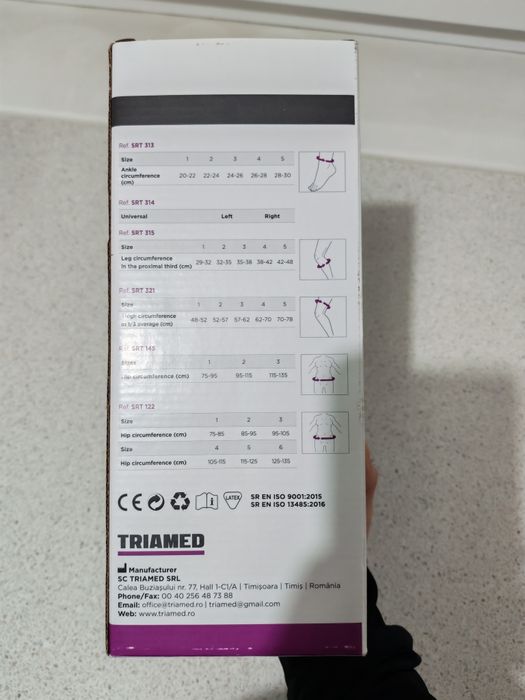 Ref. SRT 313
Size 1 2 3 4 5
Ankle
circumference
(cm) 20-22 22-24 24-26 26-28 28-30
Ref. SRT 314
Universal Left Right
Ref. SRT 315
Size 1 2 3 4 5
Leg circumference
in the proximal third (cm) 29-32 32-35 35-38 38-42 42-48
Ref. SRT 321
Size 1 2 3 4 5
Thigh circumference
at 1/2 average (cm) 48-52 52-57 57-62 62-70 70-78
Ref. SRT 145
Size 1 2 3
Hip circumference (cm) 75-95 95-115 115-135
Ref. SRT 122
Size 1 2 3
Hip circumference (cm) 75-85 85-95 95-105
Size 4 5 6
Hip circumference (cm) 105-115 115-125 125-135
CE
LATEX
SR EN ISO 9001:2015
SR EN ISO 13485:2016
TRIAMED
Manufacturer
SC TRIAMED SRL
Calea Buziașului nr. 77, Hall 1-C1/A | Timișoara | Timiș | România
Phone/Fax: 00 40 256 48 73 88
Email: office@triamed.ro | triamed@gmail.com
Web: www.triamed.ro